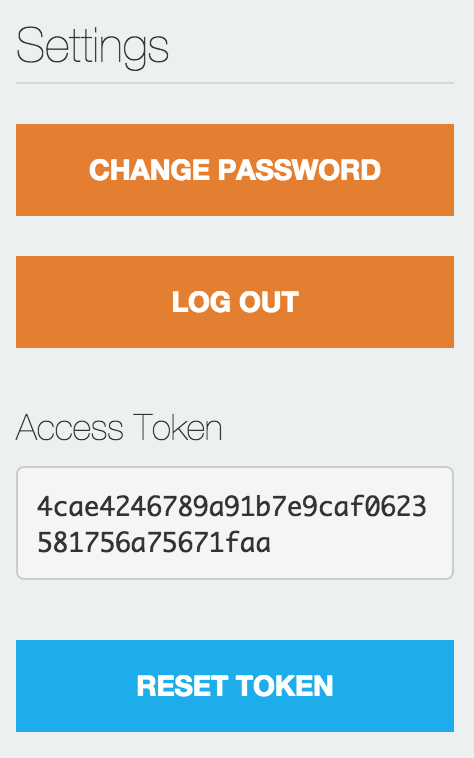 Settings
CHANGE PASSWORD
LOG OUT
Access Token
4cae4246789a91b7e9caf0623
581756a75671faa
RESET TOKEN